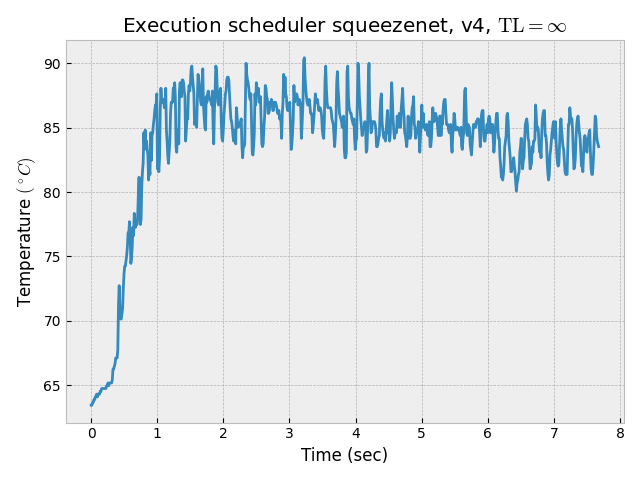 Execution scheduler squeezenet, v4, TL = ∞
Temperature (°C)
90
85
80
75
70
65
0 1 2 3 4 5 6 7 8
Time (sec)